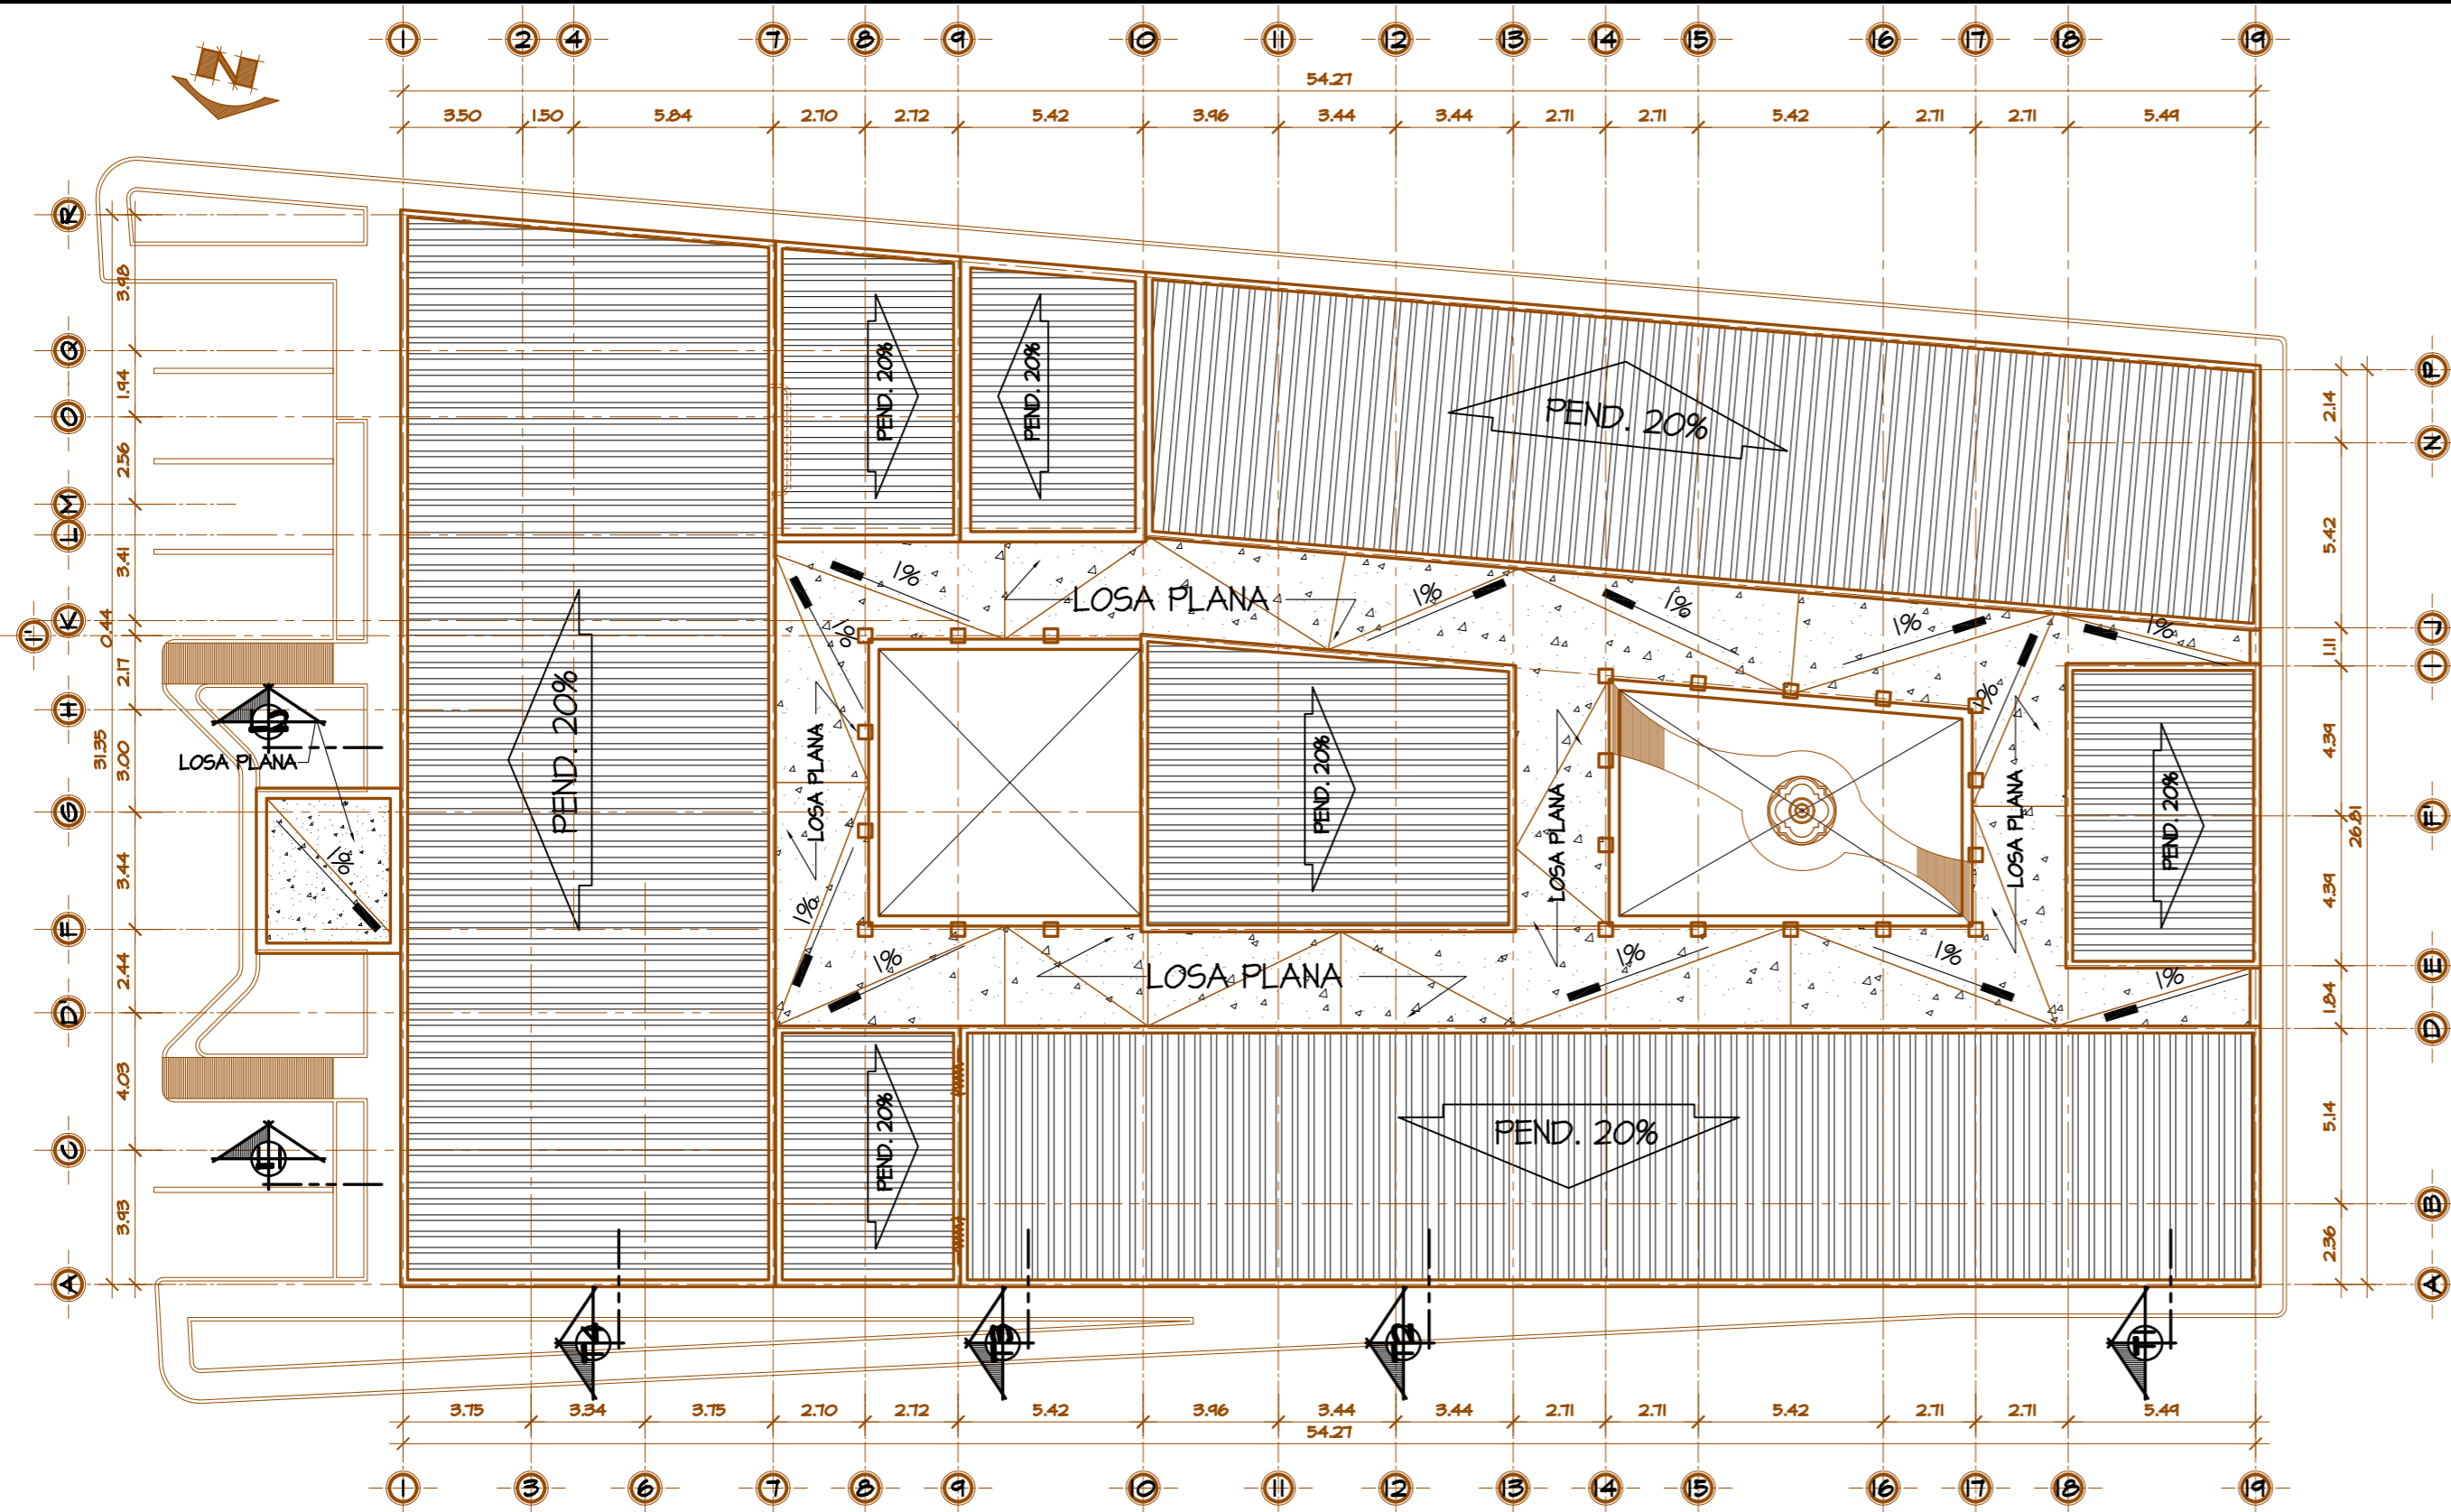 1 2 4 7 8 9 10 11 12 13 14 15 16 17 18 19
N
54.27
3.50 1.50 5.84 2.70 2.72 5.42 3.96 3.44 3.44 2.71 2.71 5.42 2.71 2.71 5.49
R
Q
O
M
L
K
1'
H
G
F
D'
C
A
3.98
1.94
2.56
3.41
0.44
2.17
3.00
3.44
2.44
4.03
3.93
31.35
P
N
J
I
F'
E
D
B
A
2.14
5.42
1.11
4.39
4.39
1.84
5.14
2.36
26.81
PEND. 20%
PEND. 20%
PEND. 20%
PEND. 20%
1%
LOSA PLANA
1%
1%
1%
1%
1%
1%
PEND. 20%
LOSA PLANA
PEND. 20%
LOSA PLANA
LOSA PLANA
LOSA PLANA
PEND. 20%
1%
1%
1%
LOSA PLANA
1%
1%
1%
PEND. 20%
PEND. 20%
3.75 3.34 3.75 2.70 2.72 5.42 3.96 3.44 3.44 2.71 2.71 5.42 2.71 2.71 5.49
54.27
1 3 6 7 8 9 10 11 12 13 14 15 16 17 18 19